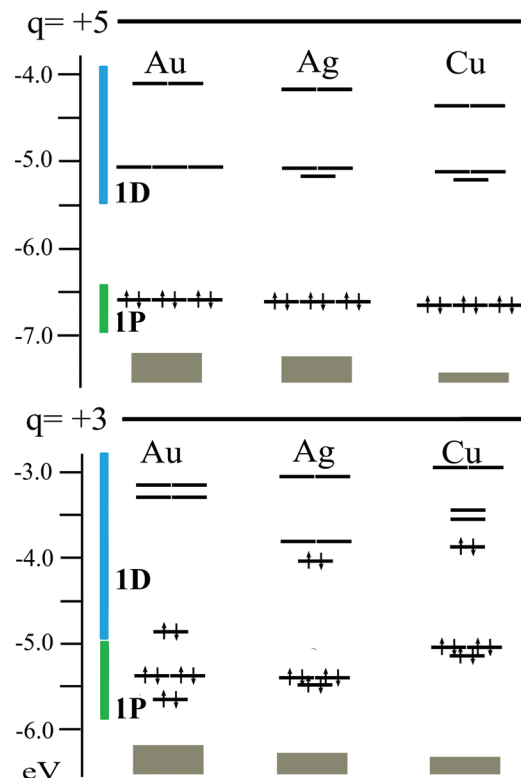 q= +5
Au Ag Cu
-4.0
-5.0
1D
-6.0
1P
-7.0
q= +3
Au Ag Cu
-3.0
-4.0
1D
-5.0
1P
-6.0
eV